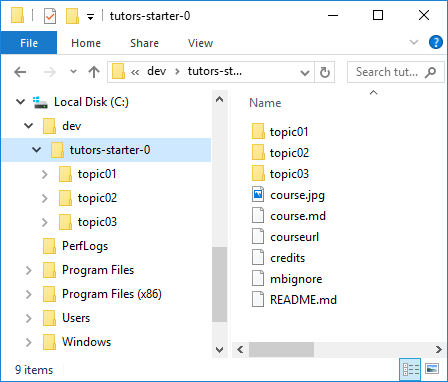 tutors-starter-0
File Home Share View
dev tutors-st... Search tut...
Local Disk (C:)
dev
tutors-starter-0
topic01
topic02
topic03
PerfLogs
Program Files
Program Files (x86)
Users
Windows
Name
topic01
topic02
topic03
course.jpg
course.md
courseurl
credits
mbignore
README.md
9 items